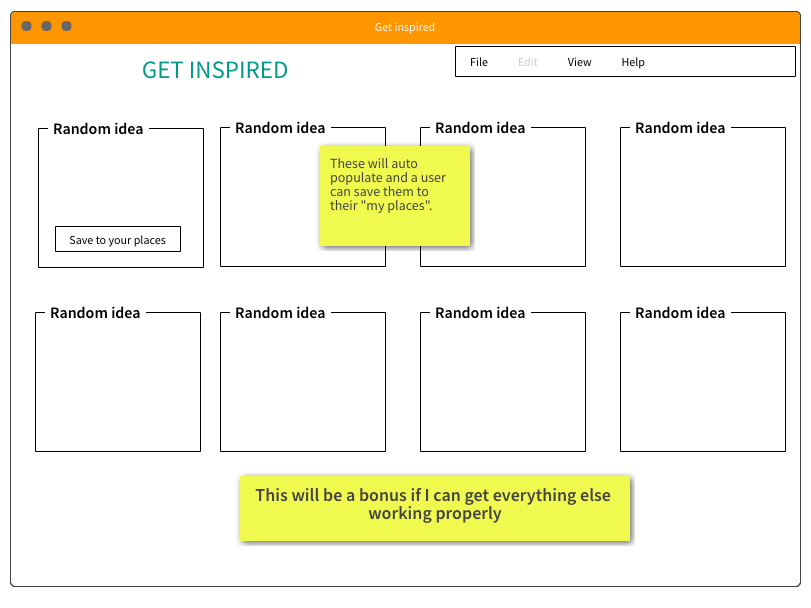 Get inspired
GET INSPIRED
File Edit View Help
Random idea Random idea Random idea Random idea
These will auto
populate and a user
can save them to
their "my places".
Save to your places
Random idea Random idea Random idea Random idea
This will be a bonus if I can get everything else
working properly